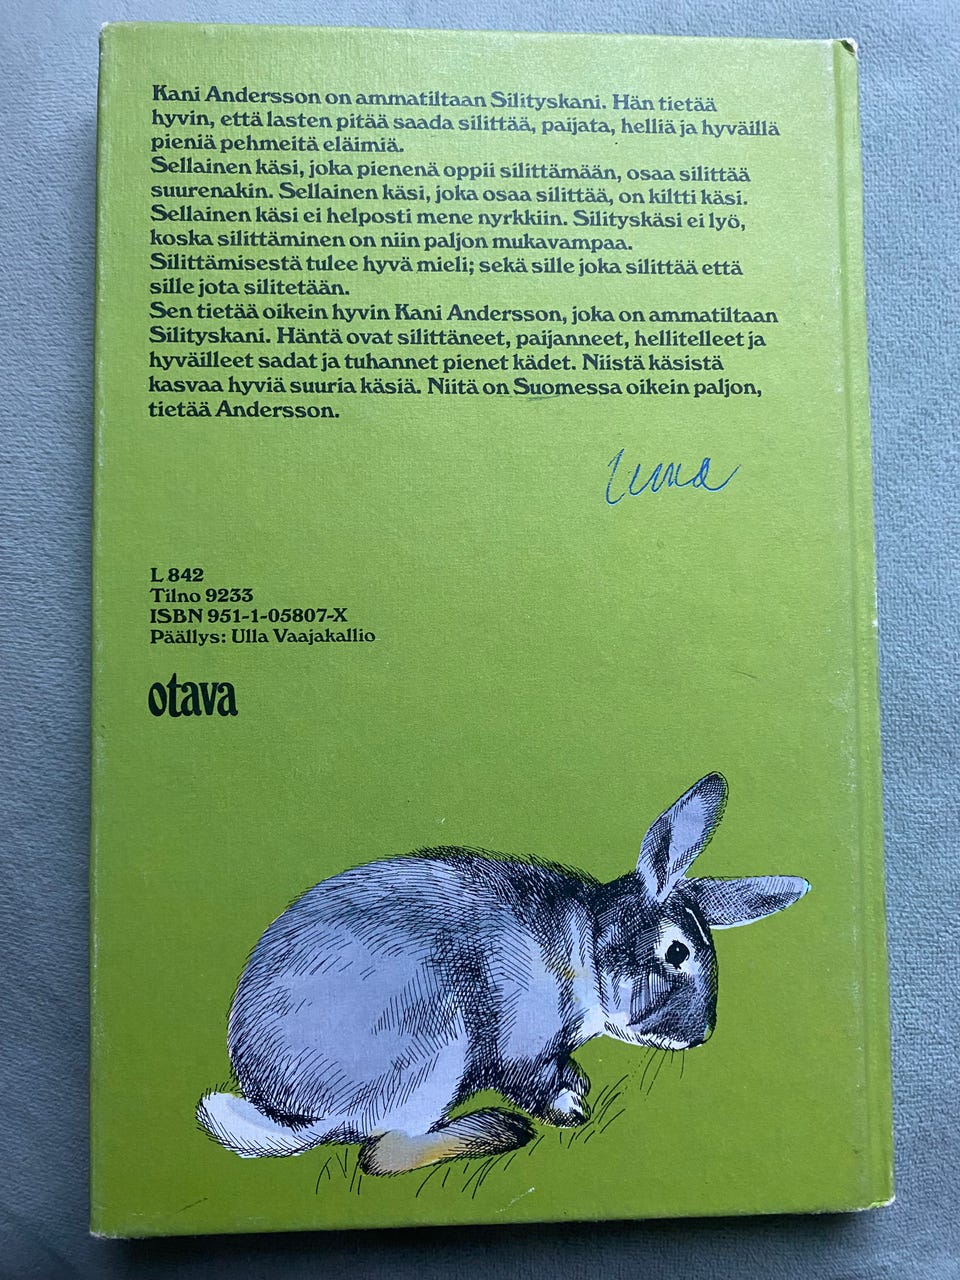 Kani Andersson on ammatiltaan Silityskani. Hän tietää
hyvin, että lasten pitää saada silittää, paijata, helliä ja hyväillä
pieniä pehmeitä eläimiä.
Sellainen käsi, joka pienenä oppii silittämään, osaa silittää
suurenakin. Sellainen käsi, joka osaa silittää, on kiltti käsi.
Sellainen käsi ei helposti mene nyrkkiin. Silityskäsi ei lyö,
koska silittäminen on niin paljon mukavampaa.
Silittämisestä tulee hyvä mieli; sekä sille joka silittää että
sille jota silitetään.
Sen tietää oikein hyvin Kani Andersson, joka on ammatiltaan
Silityskani. Häntä ovat silittäneet, paijanneet, hellitelleet ja
hyväilleet sadat ja tuhannet pienet kädet. Niistä käsistä
kasvaa hyviä suuria käsiä. Niitä on Suomessa oikein paljon,
tietää Andersson.
L 842
Tilno 9233
ISBN 951-1-05807-X
Päällys: Ulla Vaajakallio
otava